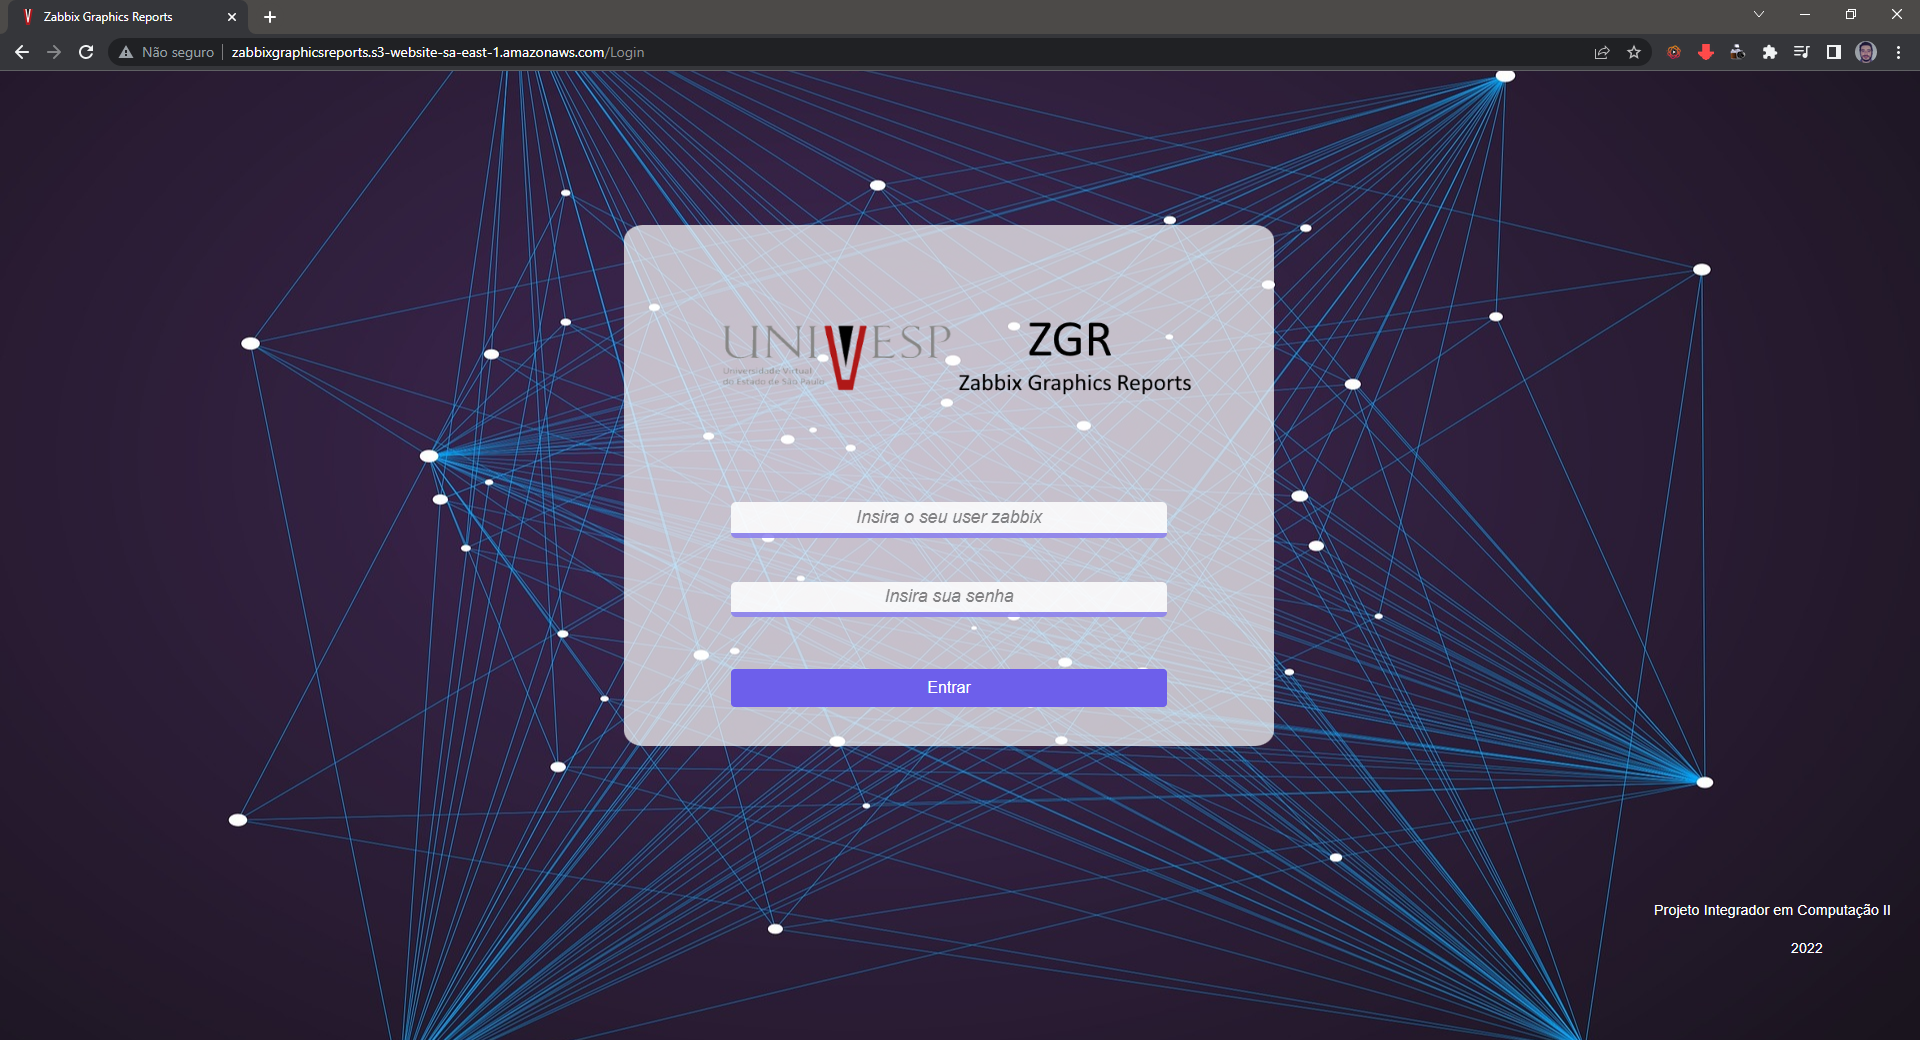 Zabbix Graphics Reports
Não seguro
zabbixgraphicsreports.s3-website-sa-east-1.amazonaws.com/Login
UNIVESP
Universidade Virtual
do Estado de São Paulo
ZGR
Zabbix Graphics Reports
Insira o seu user zabbix
Insira sua senha
Entrar
Projeto Integrador em Computação II
2022